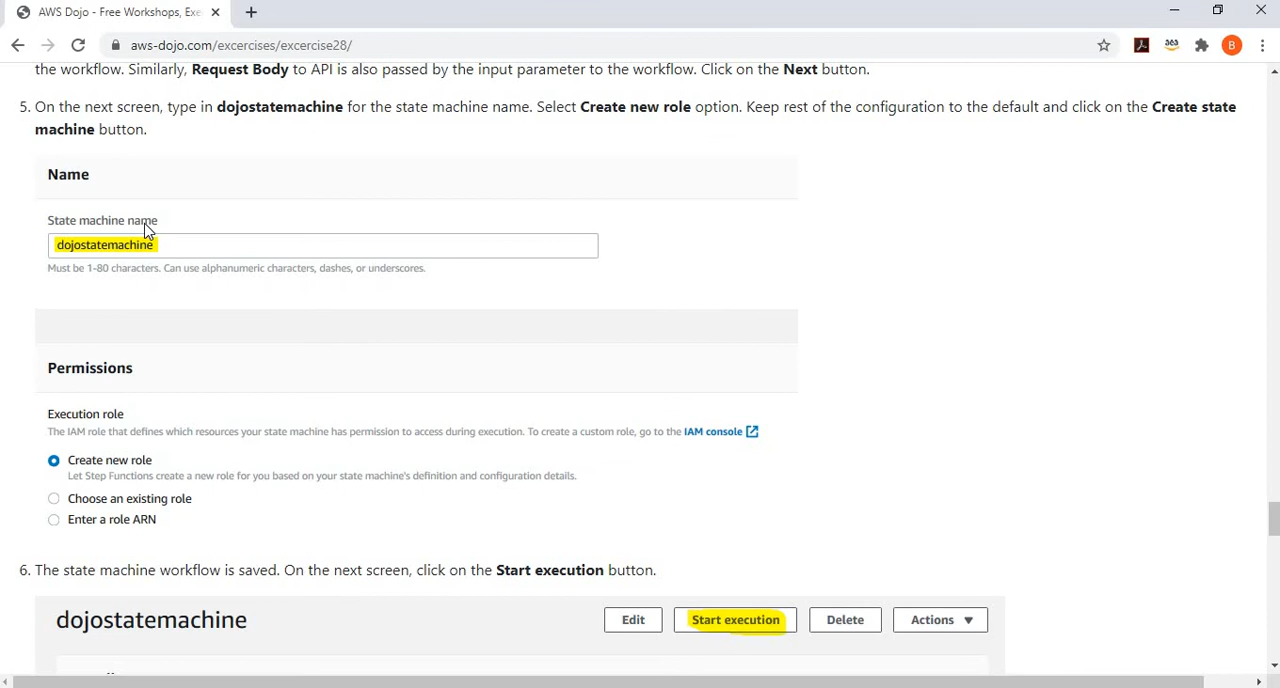 AWS Dojo - Free Workshops, Exe
aws-dojo.com/excercises/excercise28/
aea
B
the workflow. Similarly, Request Body to API is also passed by the input parameter to the workflow. Click on the Next button.
5. On the next screen, type in dojostatemachine for the state machine name. Select Create new role option. Keep rest of the configuration to the default and click on the Create state
machine button.
Name
State machine name
dojostatemachine
Must be 1-80 characters. Can use alphanumeric characters, dashes, or underscores.
Permissions
Execution role
The IAM role that defines which resources your state machine has permission to access during execution. To create a custom role, go to the IAM console
Create new role
Let Step Functions create a new role for you based on your state machine's definition and configuration details.
Choose an existing role
Enter a role ARN
6. The state machine workflow is saved. On the next screen, click on the Start execution button.
dojostatemachine Edit Start execution Delete Actions